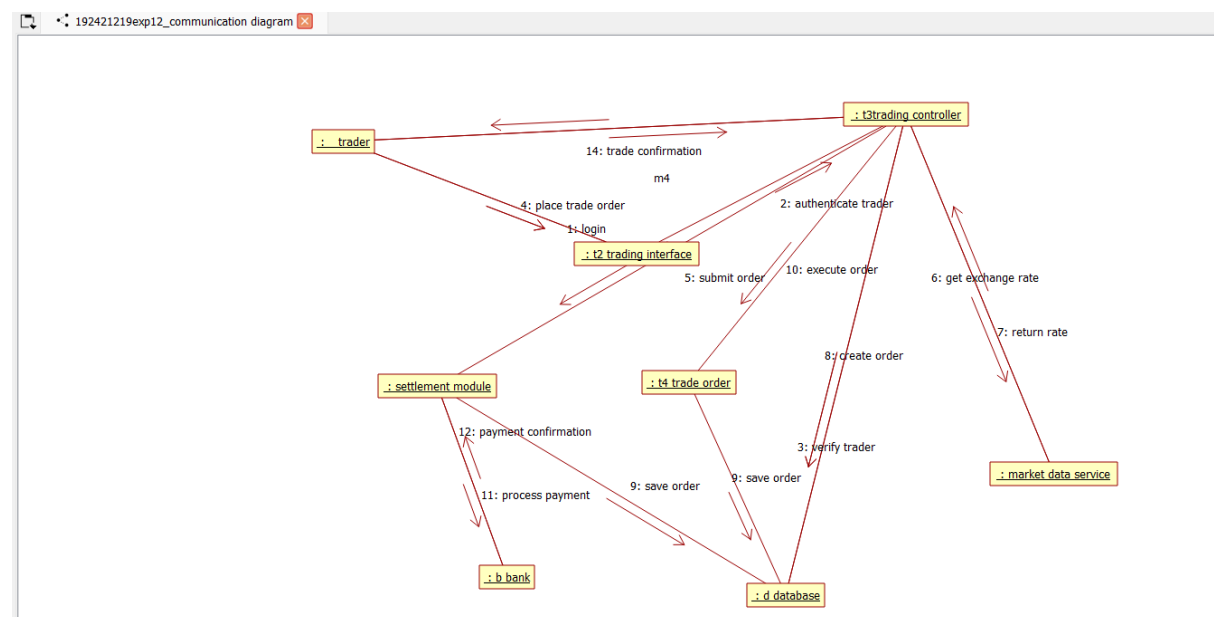 192421219exp12_communication diagram
: t3trading controller
: trader
14: trade confirmation
m4
2: authenticate trader
4: place trade order
1: login
: t2 trading interface
10: execute order
5: submit order
6: get exchange rate
7: return rate
8: create order
: settlement module
: t4 trade order
12: payment confirmation
3: verify trader
: market data service
9: save order
9: save order
11: process payment
: b bank
: d database